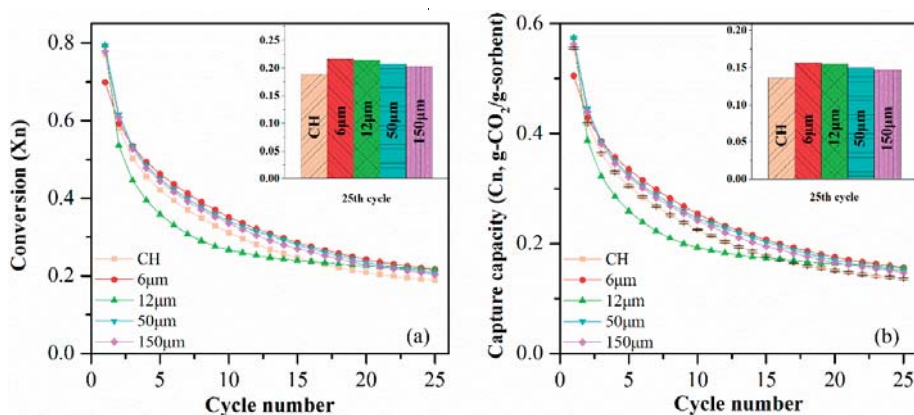 0.8
0.6
0.4
0.2
0.0
Conversion (Xn)
0.25
0.20
0.15
0.10
0.05
0.00
CH
6μm
12μm
50μm
150μm
25th cycle
CH
6μm
12μm
50μm
150μm
(a)
0 5 10 15 20 25
Cycle number
0.6
0.4
0.2
0.0
Capture capacity (Cn, g-CO₂/g-sorbent)
0.20
0.15
0.10
0.05
0.00
CH
6μm
12μm
50μm
150μm
25th cycle
CH
6μm
12μm
50μm
150μm
(b)
0 5 10 15 20 25
Cycle number